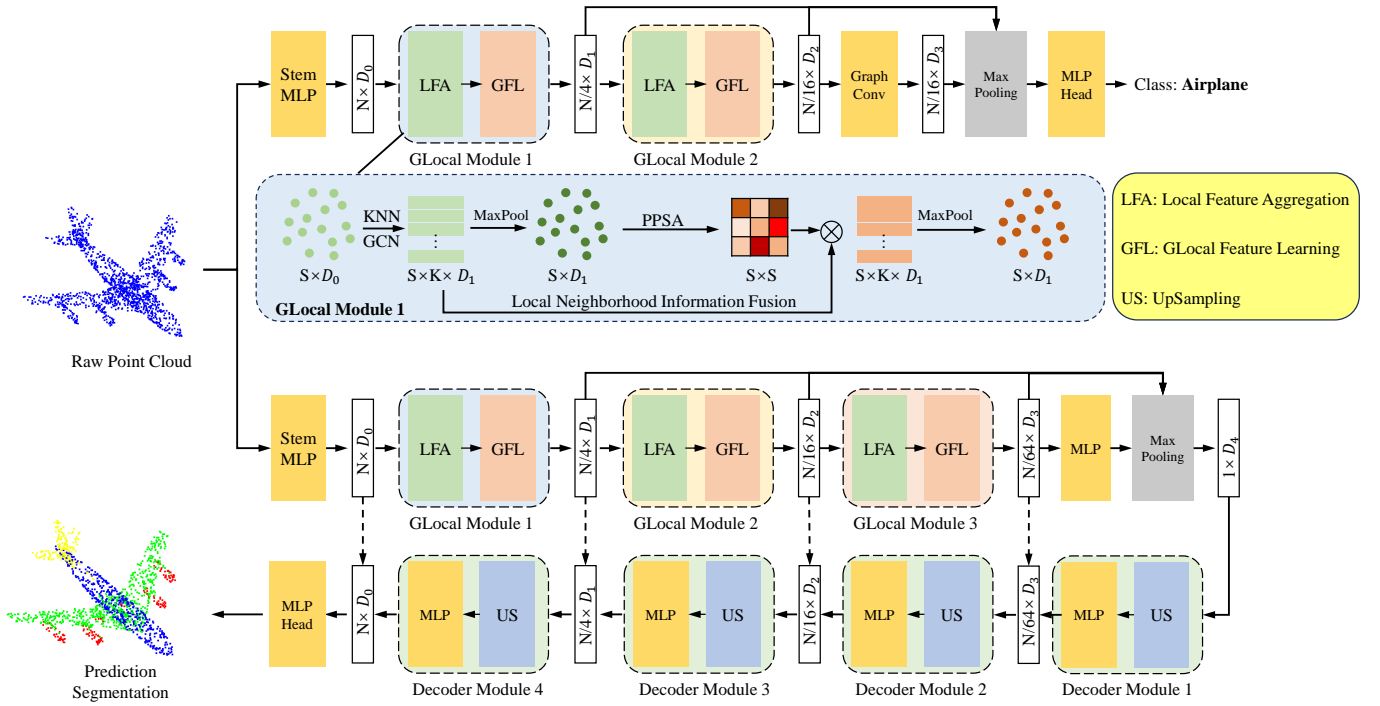 Stem
MLP
N× D₀
LFA
GFL
GLocal Module 1
N/4× D₁
LFA
GFL
GLocal Module 2
N/16× D₂
Graph
Conv
N/16× D₃
Max
Pooling
MLP
Head
Class: Airplane
KNN
GCN
MaxPool
PPSA
MaxPool
S×D₀
S×K× D₁
S×D₁
S×S
S×K× D₁
S×D₁
Local Neighborhood Information Fusion
GLocal Module 1
LFA: Local Feature Aggregation
GFL: GLocal Feature Learning
US: UpSampling
Raw Point Cloud
Stem
MLP
N× D₀
LFA
GFL
GLocal Module 1
N/4× D₁
LFA
GFL
GLocal Module 2
N/16× D₂
LFA
GFL
GLocal Module 3
N/64× D₃
MLP
Max
Pooling
1× D₄
Prediction
Segmentation
MLP
Head
N× D₀
MLP
US
Decoder Module 4
N/4× D₁
MLP
US
Decoder Module 3
N/16× D₂
MLP
US
Decoder Module 2
N/64× D₃
MLP
US
Decoder Module 1